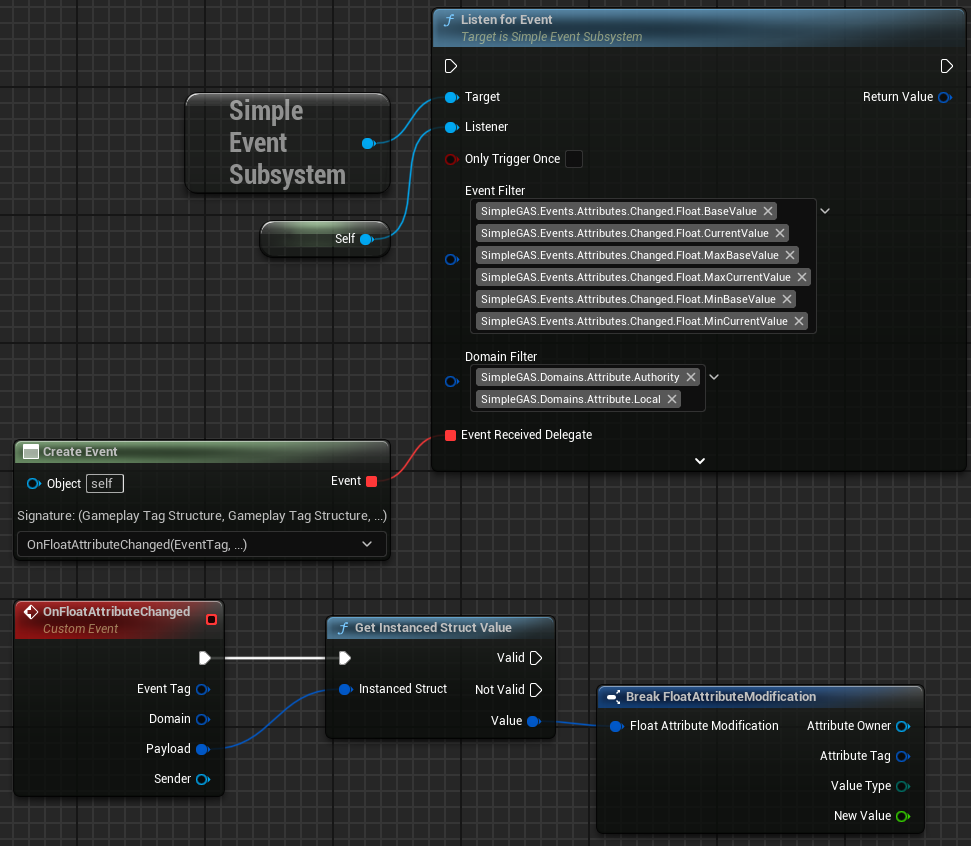 Listen for Event
Target is Simple Event Subsystem
Simple
Event
Subsystem
Target
Return Value
Listener
Only Trigger Once
Event Filter
SimpleGAS.Events.Attributes.Changed.Float.BaseValue
SimpleGAS.Events.Attributes.Changed.Float.CurrentValue
SimpleGAS.Events.Attributes.Changed.Float.MaxBaseValue
SimpleGAS.Events.Attributes.Changed.Float.MaxCurrentValue
SimpleGAS.Events.Attributes.Changed.Float.MinBaseValue
SimpleGAS.Events.Attributes.Changed.Float.MinCurrentValue
Self
Domain Filter
SimpleGAS.Domains.Attribute.Authority
SimpleGAS.Domains.Attribute.Local
Event Received Delegate
Create Event
Object self
Event
Signature: (Gameplay Tag Structure, Gameplay Tag Structure, ...)
OnFloatAttributeChanged(EventTag, ...)
OnFloatAttributeChanged
Custom Event
Event Tag
Domain
Payload
Sender
Get Instanced Struct Value
Valid
Instanced Struct
Not Valid
Value
Break FloatAttributeModification
Float Attribute Modification
Attribute Owner
Attribute Tag
Value Type
New Value